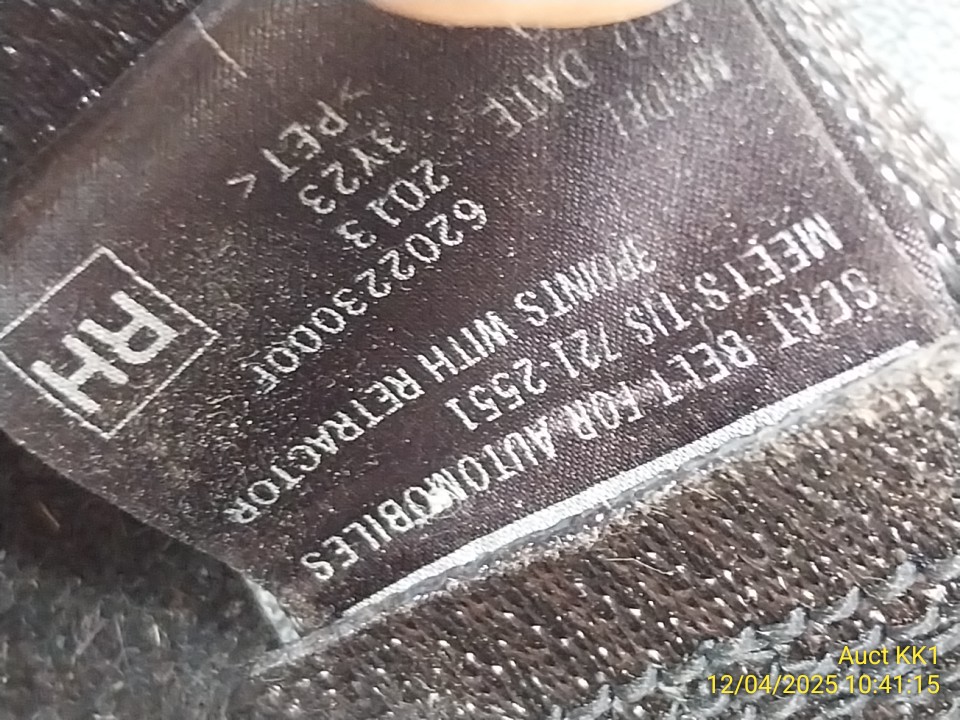 SEAT BELT FOR AUTOMOBILES
MEETS:TIS 721-2551
3POINTS WITH RETRACTOR
MODEL 620223000F
DATE 2013
3Y23
> PET <
RH
Auct KK1
12/04/2025 10:41:15